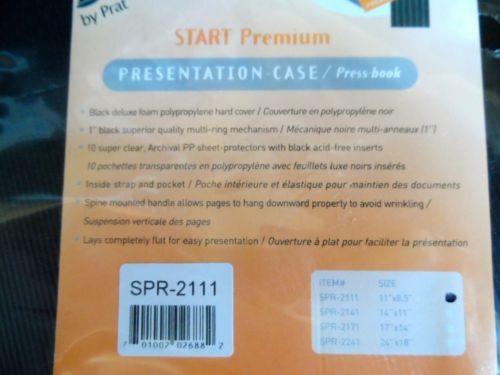 by Prat
START Premium
PRESENTATION-CASE / Press-book
Black deluxe foam polypropylene hard cover / Couverture en polypropylène noir
1" black superior quality multi-ring mechanism / Mécanique noire multi-anneaux (1")
10 super clear, Archival PP sheet-protectors with black acid-free inserts
10 pochettes transparentes en polypropylène avec feuillets luxe noirs insérés
Inside strap and pocket / Poche intérieure et élastique pour maintien des documents
Spine mounted handle allows pages to hang downward properly to avoid wrinkling /
Suspension verticale des pages
Lays completely flat for easy presentation / Ouverture à plat pour faciliter la présentation
SPR-2111
7 01007 02688 2
ITEM# SIZE
SPR-2111 11"x8,5"
SPR-2141 14"x11"
SPR-2171 17"x14"
SPR-2241 24"x18"